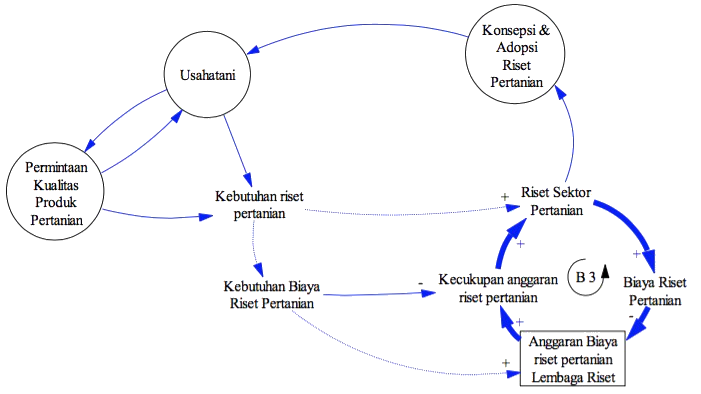 Konsepsi &
Adopsi
Riset
Pertanian
Usahatani
Permintaan
Kualitas
Produk
Pertanian
Kebutuhan riset
pertanian
+
Riset Sektor
Pertanian
+
+
Kebutuhan Biaya
Riset Pertanian
-
Kecukupan anggaran
riset pertanian
B 3
Biaya Riset
Pertanian
+
-
+
Anggaran Biaya
riset pertanian
Lembaga Riset